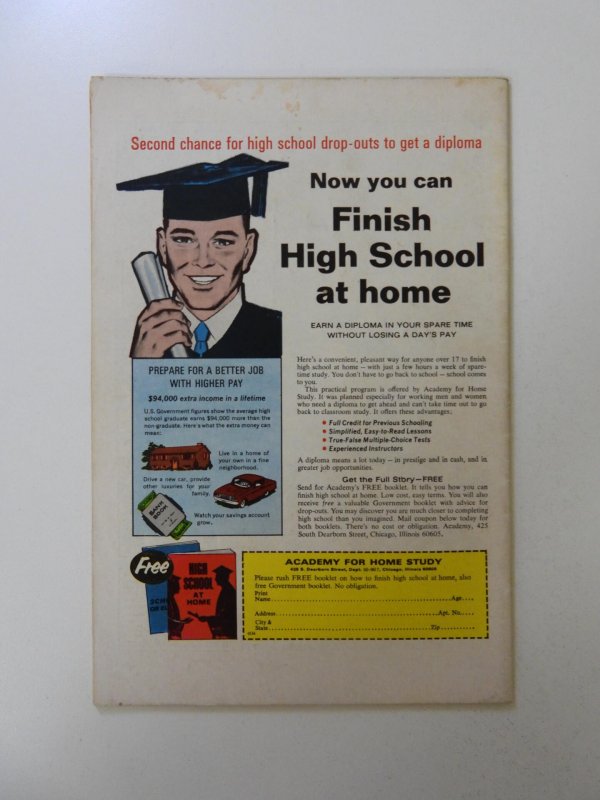 Second chance for high school drop-outs to get a diploma
Now you can
Finish
High School
at home
EARN A DIPLOMA IN YOUR SPARE TIME
WITHOUT LOSING A DAY'S PAY
PREPARE FOR A BETTER JOB
WITH HIGHER PAY
$94,000 extra income in a lifetime
U.S. Government figures show the average high
school graduate earns $94,000 more than the
non-graduate. Here's what the extra money can
mean:
Live in a home of
your own in a fine
neighborhood.
Drive a new car, provide
other luxuries for your
family.
BANK
BOOK
Watch your savings account
grow.
Here's a convenient, pleasant way for anyone over 17 to finish
high school at home – with just a few hours a week of spare-
time study. You don't have to go back to school – school comes
to you.
This practical program is offered by Academy for Home
Study. It was planned especially for working men and women
who need a diploma to get ahead and can't take time out to go
back to classroom study. It offers these advantages:
• Full Credit for Previous Schooling
• Simplified, Easy-to-Read Lessons
• True-False Multiple-Choice Tests
• Experienced Instructors
A diploma means a lot today – in prestige and in cash, and in
greater job opportunities.
Get the Full Story—FREE
Send for Academy's FREE booklet. It tells you how you can
finish high school at home. Low cost, easy terms. You will also
receive free a valuable Government booklet with advice for
drop-outs. You may discover you are much closer to completing
high school than you imagined. Mail coupon today for
both booklets. There's no cost or obligation. Academy, 425
South Dearborn Street, Chicago, Illinois 60605.
Free
HIGH
SCHOOL
AT
HOME
ACADEMY FOR HOME STUDY
425 S. Dearborn Street, Dept. Chicago, Illinois 60605
Please rush FREE booklet on how to finish high school at home, also
free Government booklet. No obligation.
Print
Name Age
Address Apt. No.
City &
State Zip